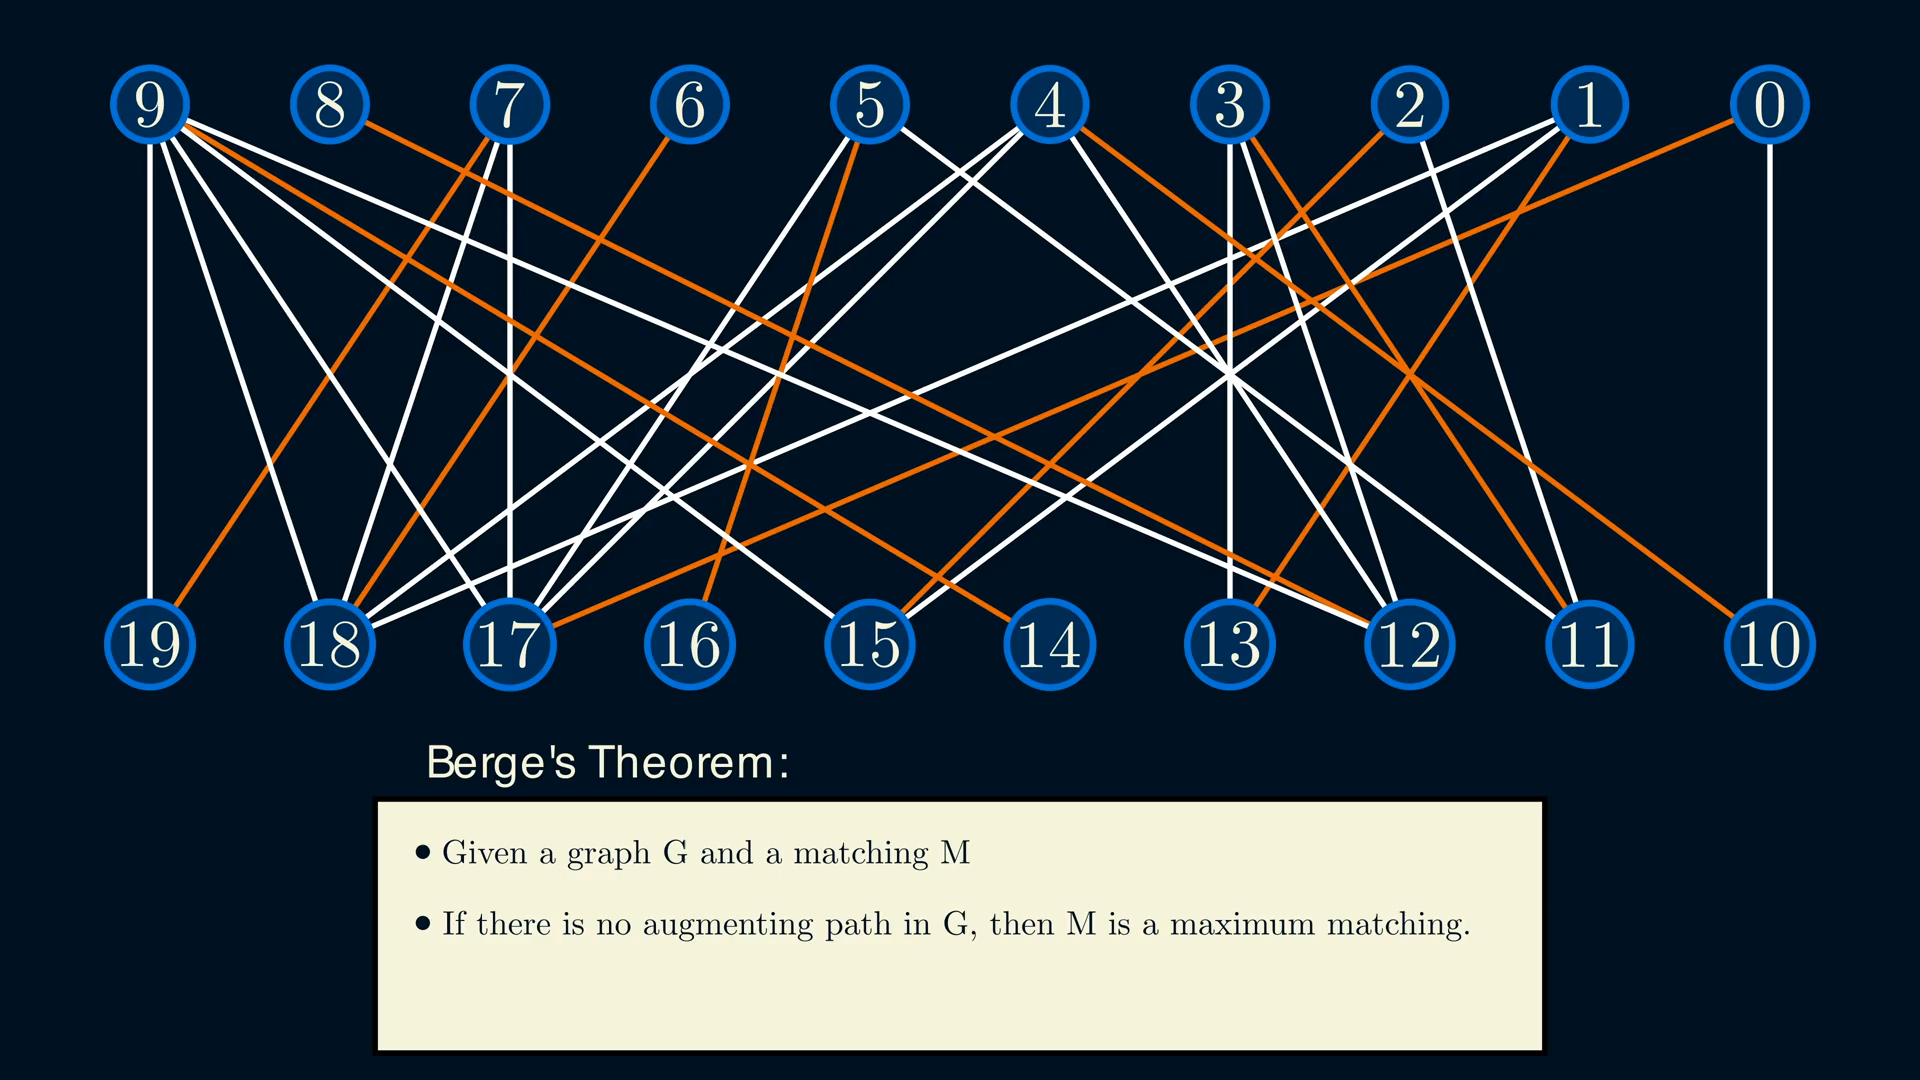 9 8 7 6 5 4 3 2 1 0
19 18 17 16 15 14 13 12 11 10
Berge's Theorem:
• Given a graph G and a matching M
• If there is no augmenting path in G, then M is a maximum matching.